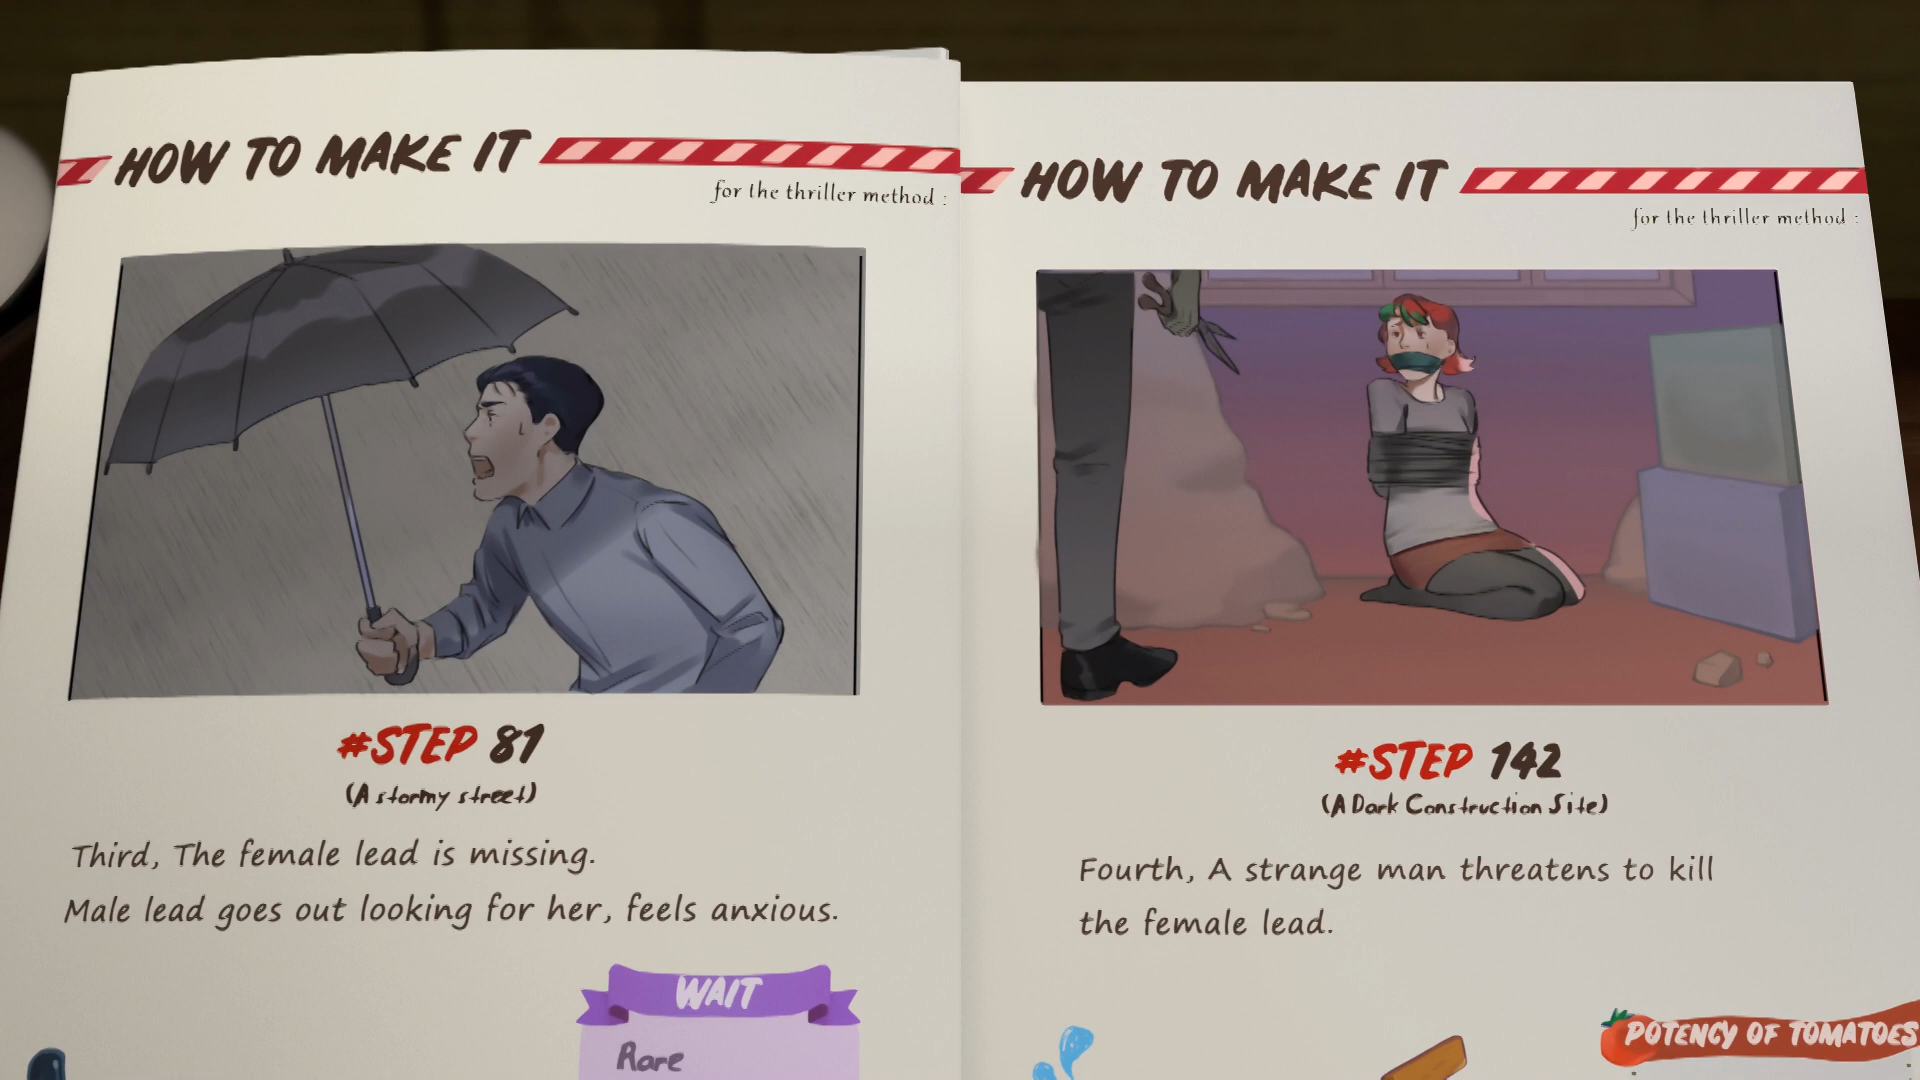 HOW TO MAKE IT
for the thriller method :
#STEP 81
(A stormy street)
Third, The female lead is missing.
Male lead goes out looking for her, feels anxious.
WAIT
Rare
HOW TO MAKE IT
for the thriller method :
#STEP 142
(A Dark Construction Site)
Fourth, A strange man threatens to kill
the female lead.
POTENCY OF TOMATOES